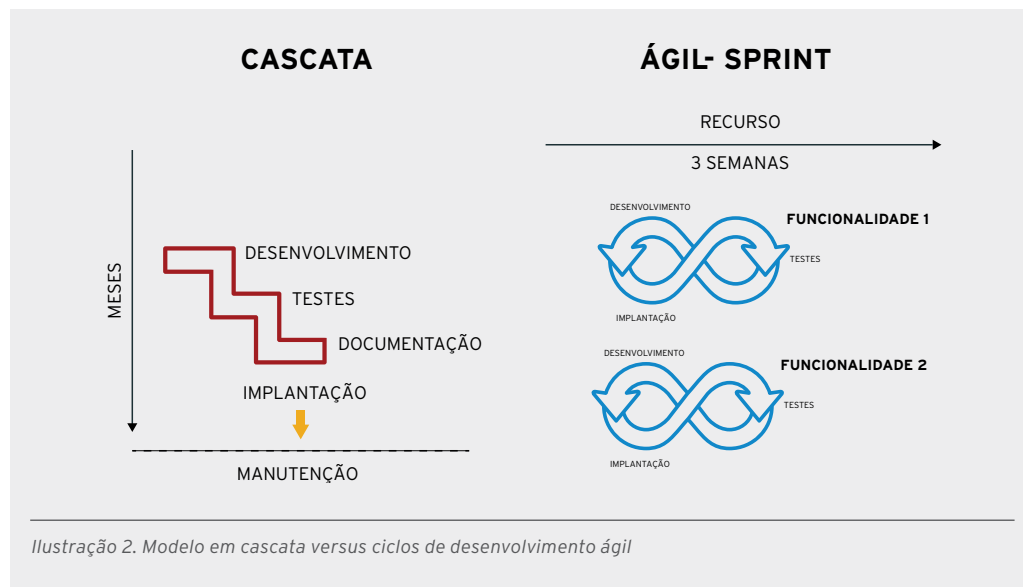 CASCATA
MESES
DESENVOLVIMENTO
TESTES
DOCUMENTAÇÃO
IMPLANTAÇÃO
MANUTENÇÃO
ÁGIL- SPRINT
RECURSO
3 SEMANAS
DESENVOLVIMENTO
FUNCIONALIDADE 1
TESTES
IMPLANTAÇÃO
DESENVOLVIMENTO
FUNCIONALIDADE 2
TESTES
IMPLANTAÇÃO
Ilustração 2. Modelo em cascata versus ciclos de desenvolvimento ágil